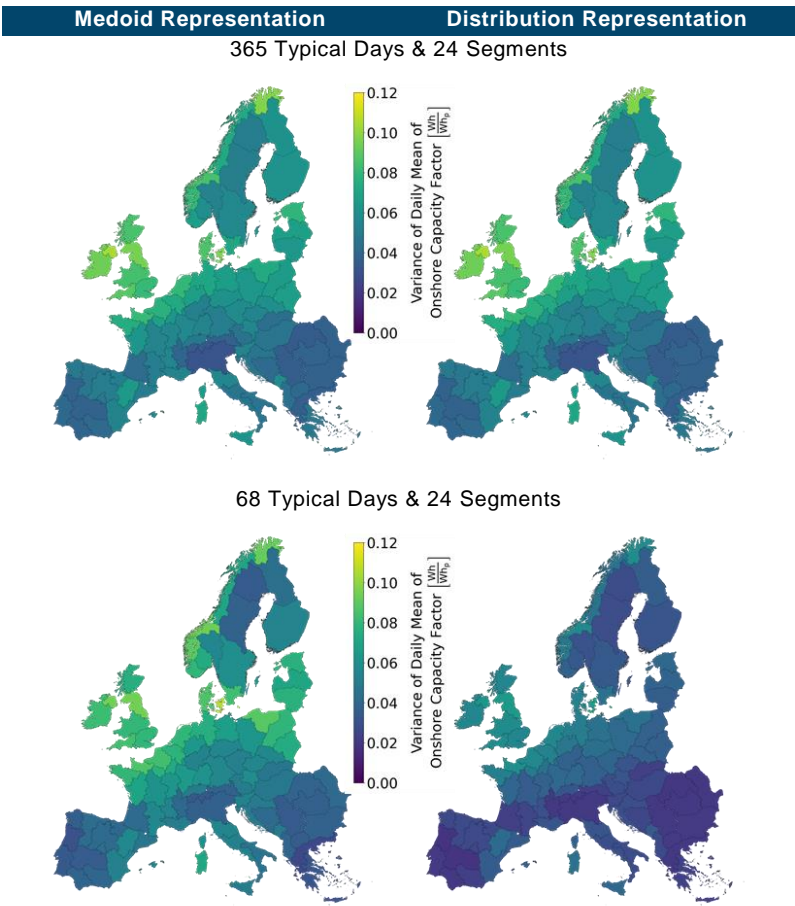 Medoid Representation
Distribution Representation
365 Typical Days & 24 Segments
0.12
0.10
0.08
0.06
0.04
0.02
0.00
Variance of Daily Mean of
Onshore Capacity Factor [Wh/Whp]
68 Typical Days & 24 Segments
0.12
0.10
0.08
0.06
0.04
0.02
0.00
Variance of Daily Mean of
Onshore Capacity Factor [Wh/Whp]